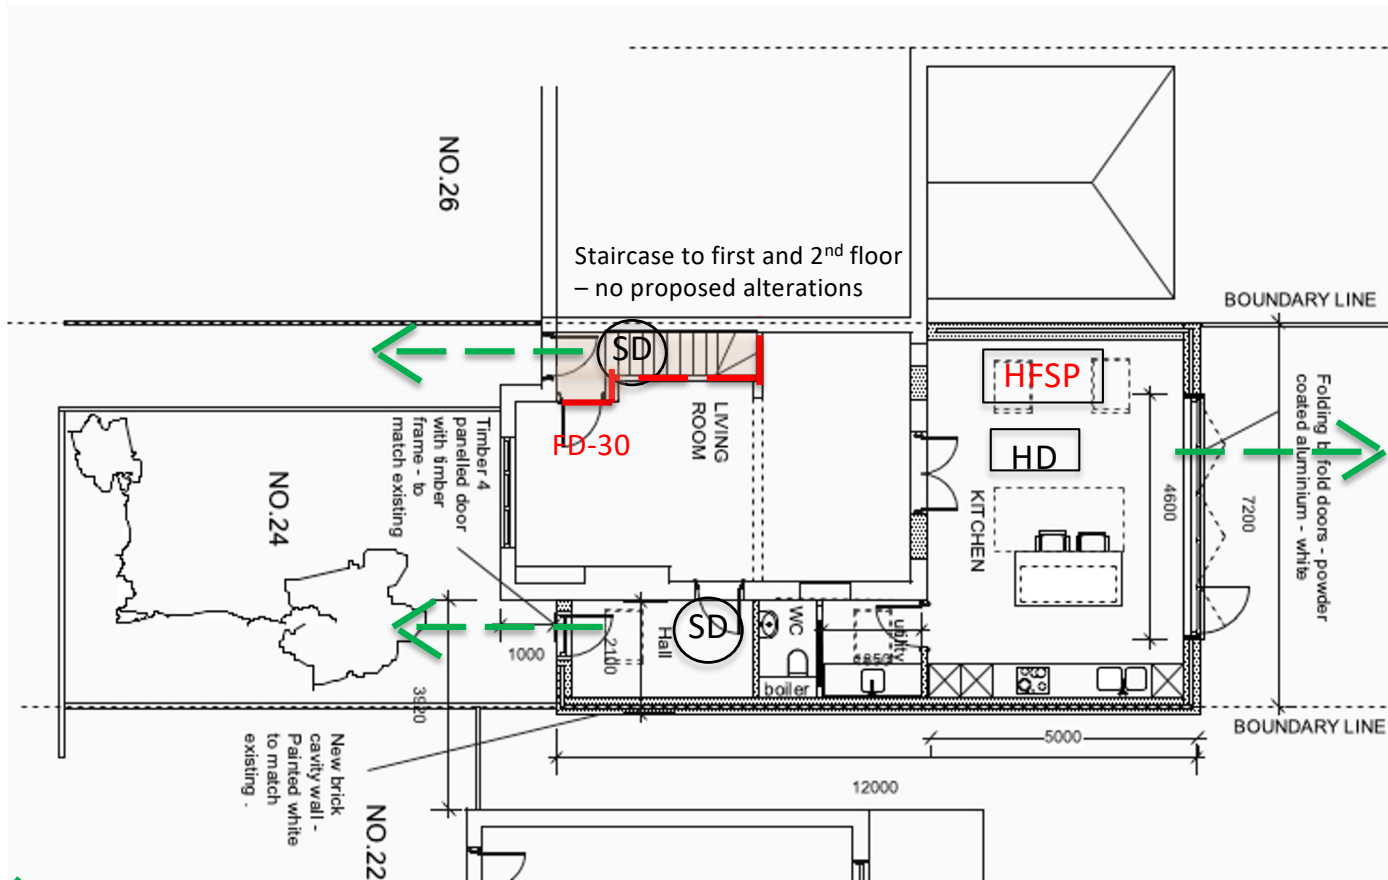 NO.26
Staircase to first and 2nd floor
– no proposed alterations
BOUNDARY LINE
SD
HFSP
HD
FD-30
LIVING
ROOM
KITCHEN
4600
7200
Folding bi fold doors - powder
coated aluminium - white
Timber 4
panelled door
with timber
frame - to
match existing
NO.24
SD
Hall
WC
utility
boiler
1850
2100
1000
3920
BOUNDARY LINE
5000
12000
New brick
cavity wall -
Painted white
to match
existing .
NO.22